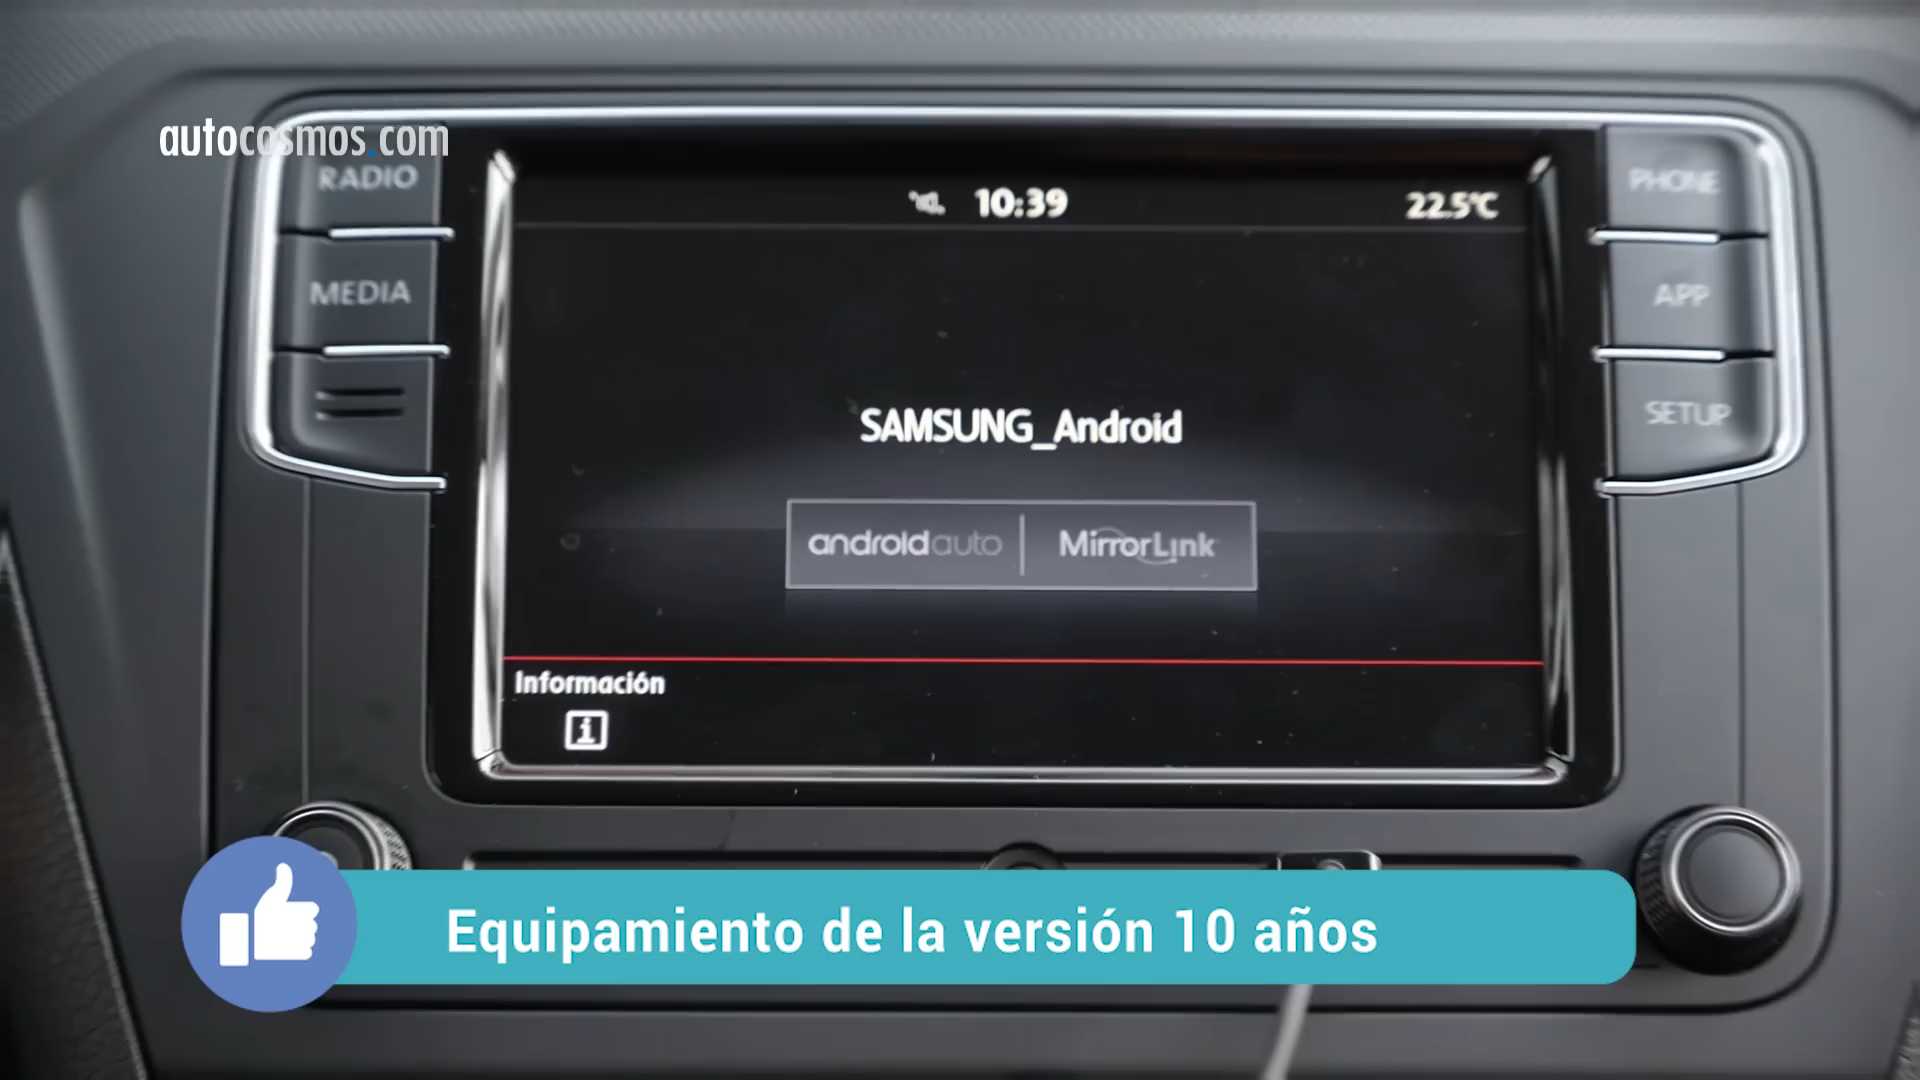 autocosmos.com
RADIO
MEDIA
10:39
22.5°C
PHONE
APP
SETUP
SAMSUNG_Android
androidauto | MirrorLink
Información
i
Equipamiento de la versión 10 años